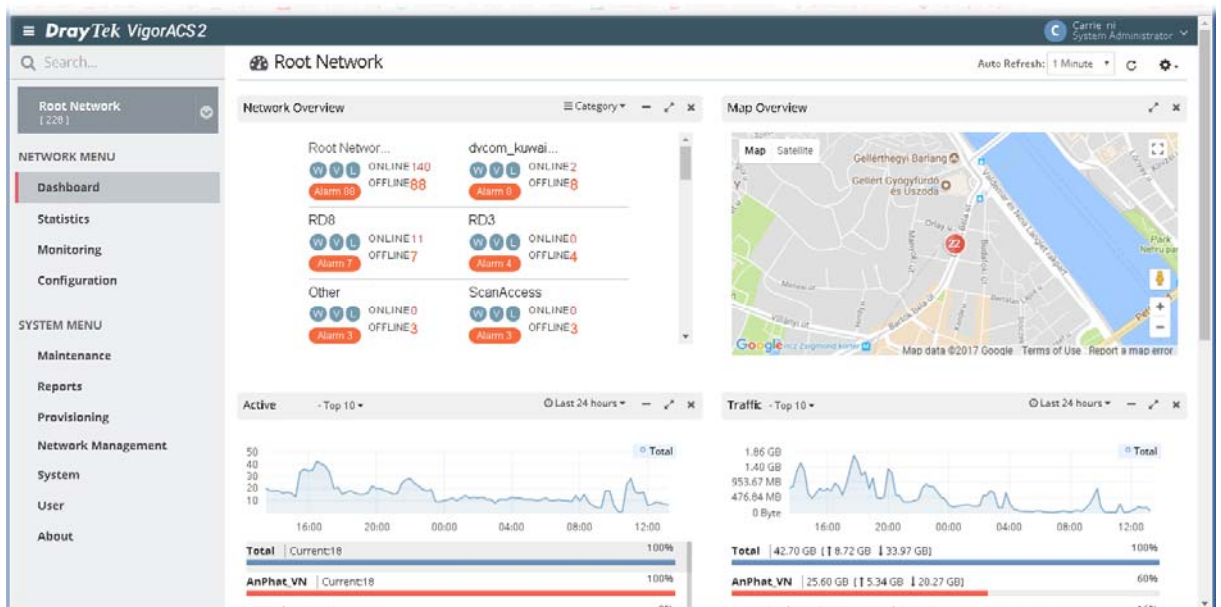 DrayTek VigorACS2
C
Carrie ni
System Administrator
Search...
Root Network
Auto Refresh: 1 Minute
Root Network
[ 228 ]
NETWORK MENU
Dashboard
Statistics
Monitoring
Configuration
SYSTEM MENU
Maintenance
Reports
Provisioning
Network Management
System
User
About
Network Overview
Category
Root Networ...
W V L ONLINE 140
Alarm 88 OFFLINE 88
dvcom_kuwai...
W V L ONLINE 2
Alarm 8 OFFLINE 8
RD8
W V L ONLINE 11
Alarm 7 OFFLINE 7
RD3
W V L ONLINE 0
Alarm 4 OFFLINE 4
Other
W V L ONLINE 0
Alarm 3 OFFLINE 3
ScanAccess
W V L ONLINE 0
Alarm 3 OFFLINE 3
Map Overview
Map Satellite
Gellérthegyi Barlang
Gellért Gyógyfürdő
és Uszoda
22
Park
Google
Map data ©2017 Google Terms of Use Report a map error
Active - Top 10
Last 24 hours
Total
50
40
30
20
10
16:00 20:00 00:00 04:00 08:00 12:00
Total Current:18 100%
AnPhat_VN Current:18 100%
Traffic - Top 10
Last 24 hours
Total
1.86 GB
1.40 GB
953.67 MB
476.84 MB
0 Byte
16:00 20:00 00:00 04:00 08:00 12:00
Total 42.70 GB (↑ 8.72 GB ↓ 33.97 GB) 100%
AnPhat_VN 25.60 GB (↑ 5.34 GB ↓ 20.27 GB) 60%